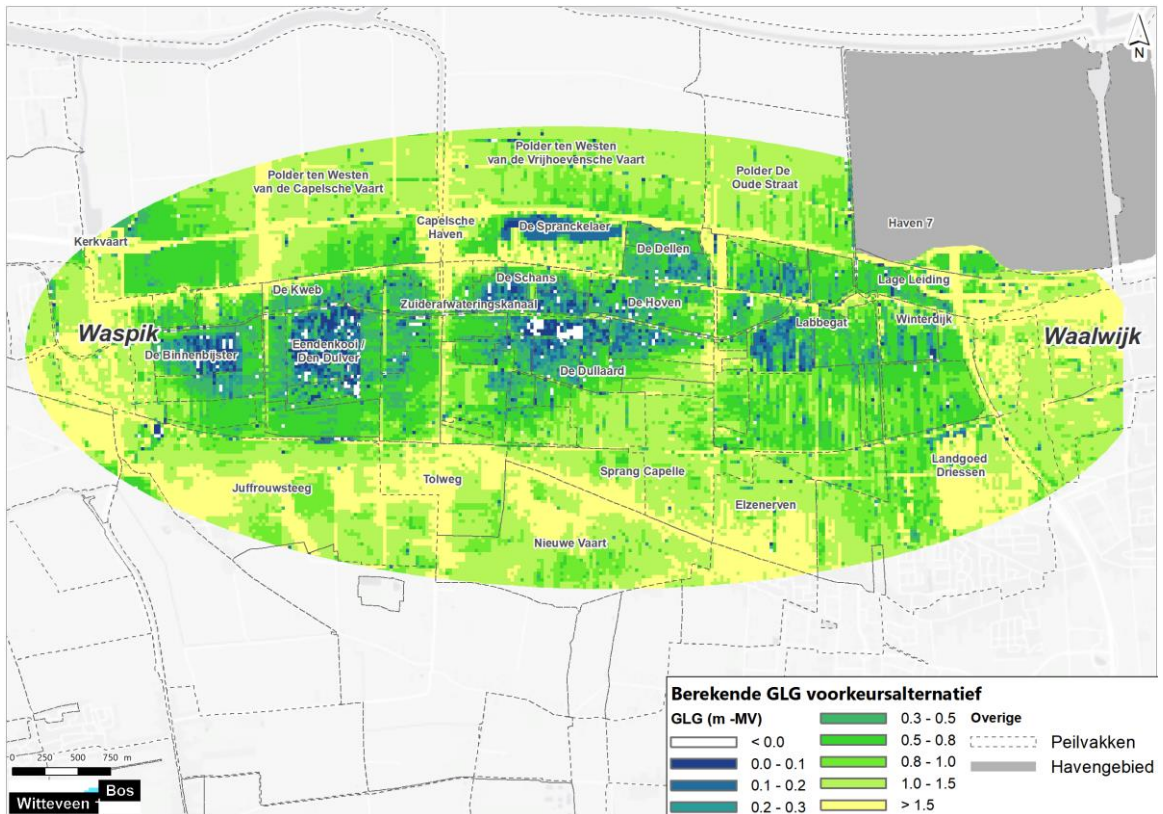 N
Polder ten Westen
van de Vrijhoevensche Vaart
Polder ten Westen
van de Capelsche Vaart
Polder De
Oude Straat
Kerkvaart
Capelsche
Haven
De Spranckelaer
Haven 7
De Dellen
De Schans
Lage Leiding
De Kweb
Zuiderafwateringskanaal
De Hoven
Labbegat
Winterdijk
Waspik
Waalwijk
De Binnenbijster
Eendenkooi /
Den Dulver
De Dullaard
Landgoed
Driessen
Juffrouwsteeg
Tolweg
Sprang Capelle
Elzenerven
Nieuwe Vaart
Berekende GLG voorkeursalternatief
GLG (m -MV)
< 0.0
0.0 - 0.1
0.1 - 0.2
0.2 - 0.3
0.3 - 0.5
0.5 - 0.8
0.8 - 1.0
1.0 - 1.5
> 1.5
Overige
Peilvakken
Havengebied
0 250 500 750 m
Witteveen
Bos